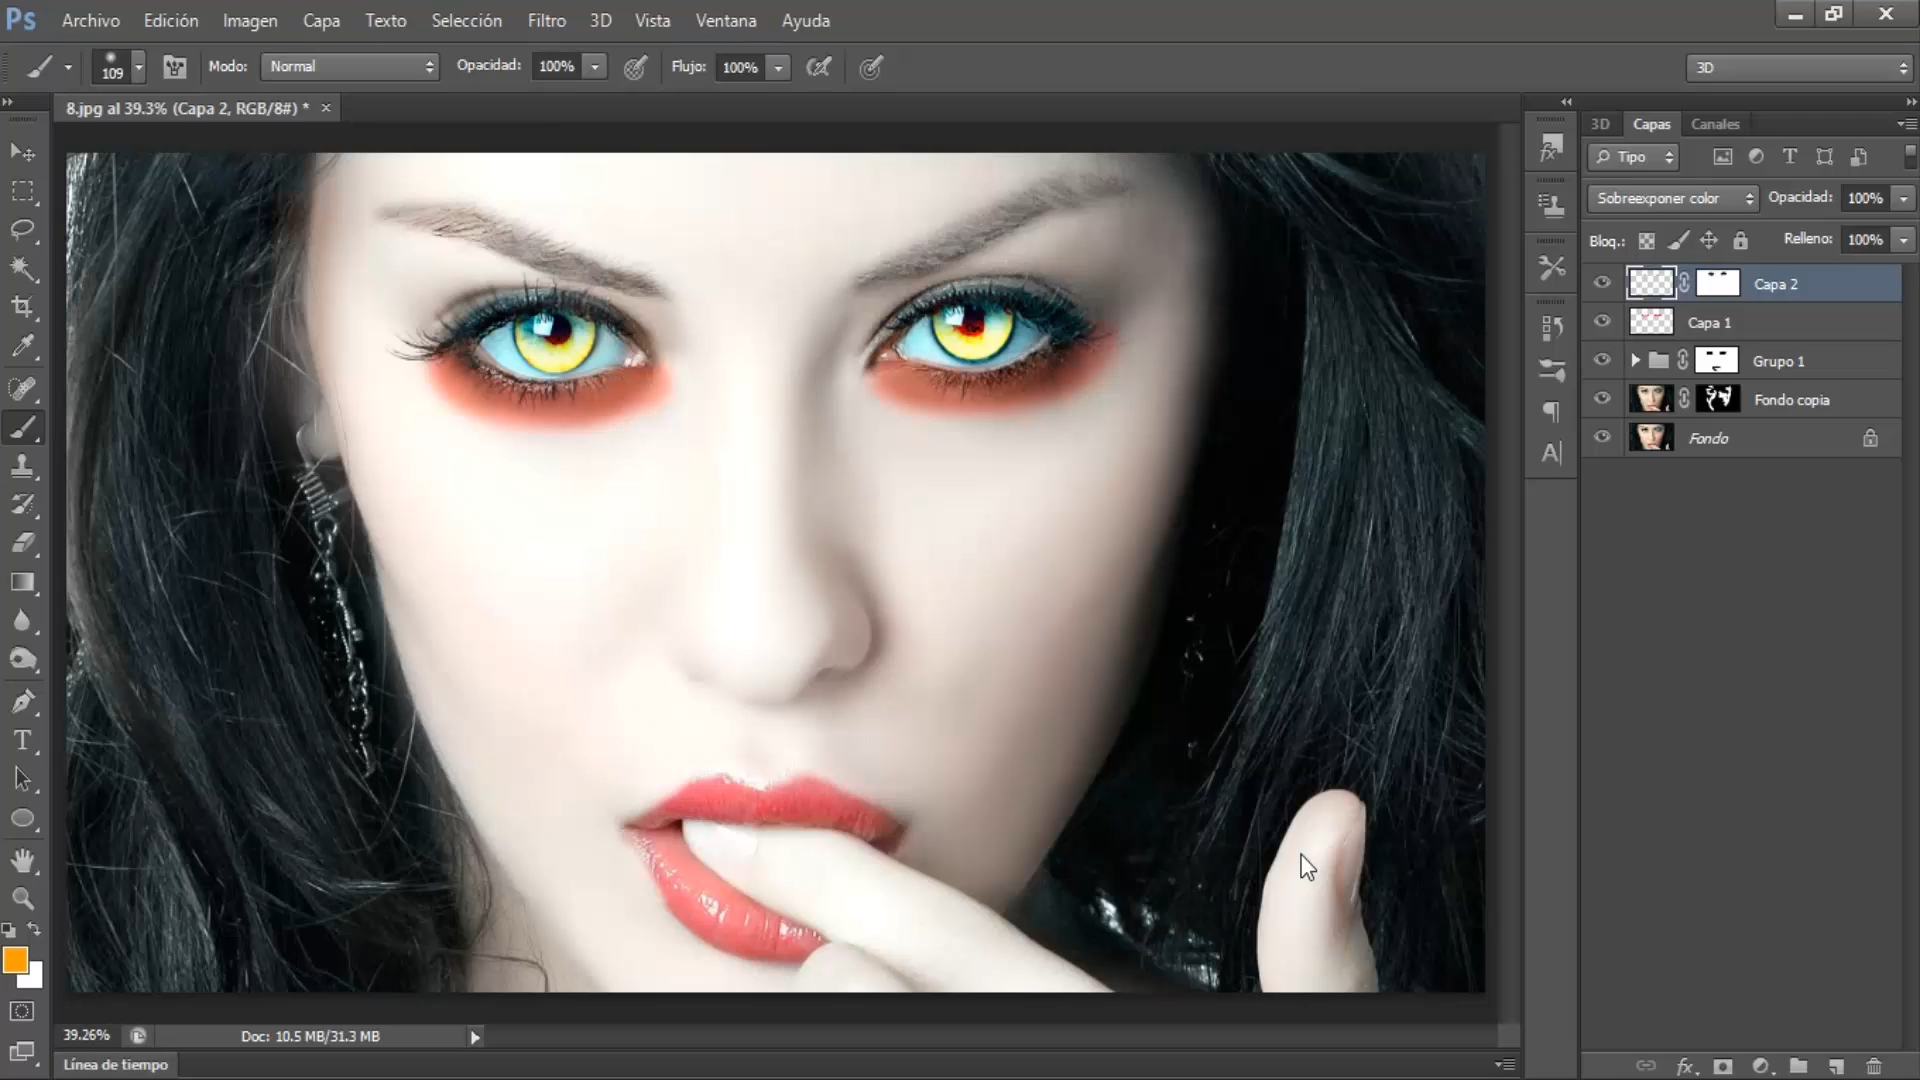 Ps Archivo Edición Imagen Capa Texto Selección Filtro 3D Vista Ventana Ayuda
109 Modo: Normal Opacidad: 100% Flujo: 100% 3D
8.jpg al 39.3% (Capa 2, RGB/8#) * ×
3D Capas Canales
Tipo
Sobreexponer color Opacidad: 100%
Bloq.: Relleno: 100%
Capa 2
Capa 1
Grupo 1
Fondo copia
Fondo
39.26% Doc: 10.5 MB/31.3 MB
Línea de tiempo